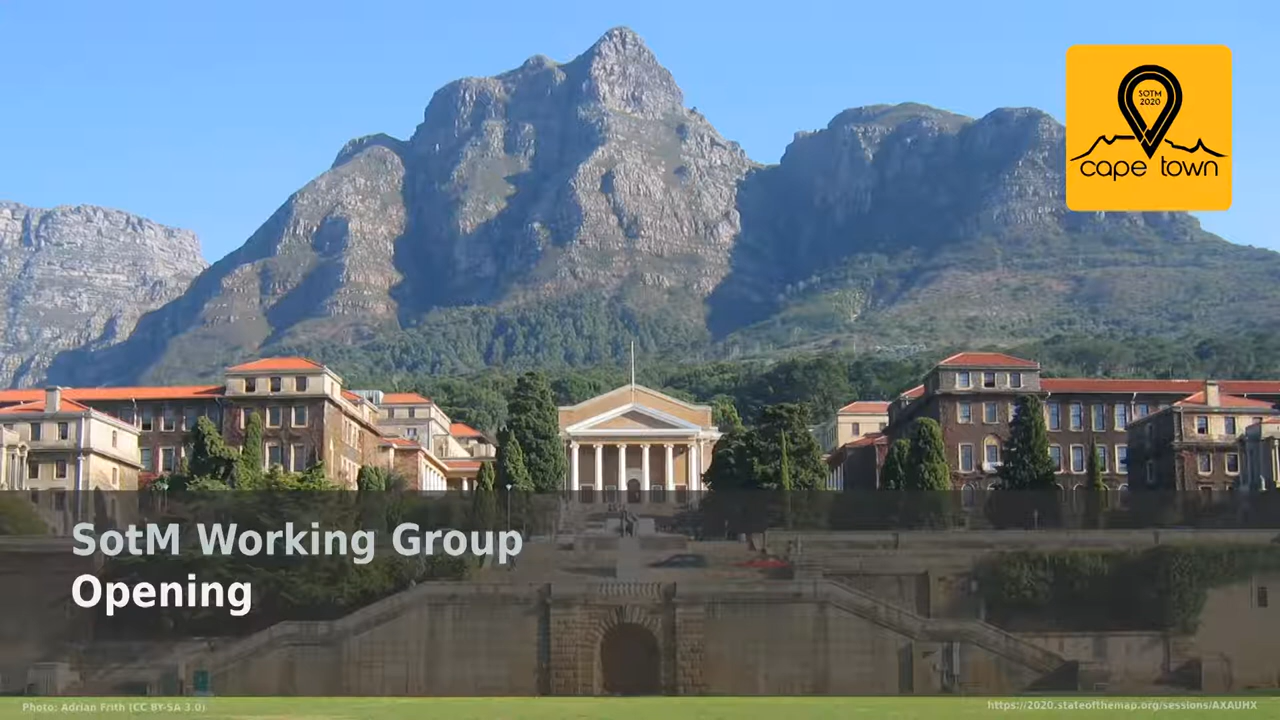 SOTM
2020
cape town
SotM Working Group
Opening
Photo: Adrian Frith (CC BY-SA 3.0)
https://2020.stateofthemap.org/sessions/AXAUHX